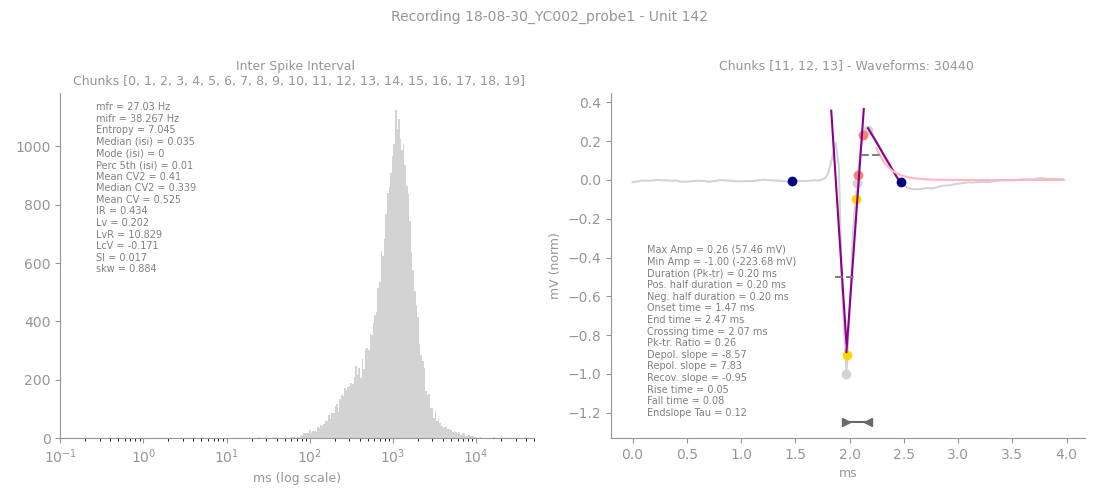 Recording 18-08-30_YC002_probe1 - Unit 142
Inter Spike Interval
Chunks [0, 1, 2, 3, 4, 5, 6, 7, 8, 9, 10, 11, 12, 13, 14, 15, 16, 17, 18, 19]
mfr = 27.03 Hz
mifr = 38.267 Hz
Entropy = 7.045
Median (isi) = 0.035
Mode (isi) = 0
Perc 5th (isi) = 0.01
Mean CV2 = 0.41
Median CV2 = 0.339
Mean CV = 0.525
IR = 0.434
Lv = 0.202
LvR = 10.829
LcV = -0.171
SI = 0.017
skw = 0.884
1000
800
600
400
200
0
10⁻¹ 10⁰ 10¹ 10² 10³ 10⁴
ms (log scale)
Chunks [11, 12, 13] - Waveforms: 30440
0.4
0.2
0.0
−0.2
−0.4
−0.6
−0.8
−1.0
−1.2
mV (norm)
Max Amp = 0.26 (57.46 mV)
Min Amp = -1.00 (-223.68 mV)
Duration (Pk-tr) = 0.20 ms
Pos. half duration = 0.20 ms
Neg. half duration = 0.20 ms
Onset time = 1.47 ms
End time = 2.47 ms
Crossing time = 2.07 ms
Pk-tr. Ratio = 0.26
Depol. slope = -8.57
Repol. slope = 7.83
Recov. slope = -0.95
Rise time = 0.05
Fall time = 0.08
Endslope Tau = 0.12
0.0 0.5 1.0 1.5 2.0 2.5 3.0 3.5 4.0
ms